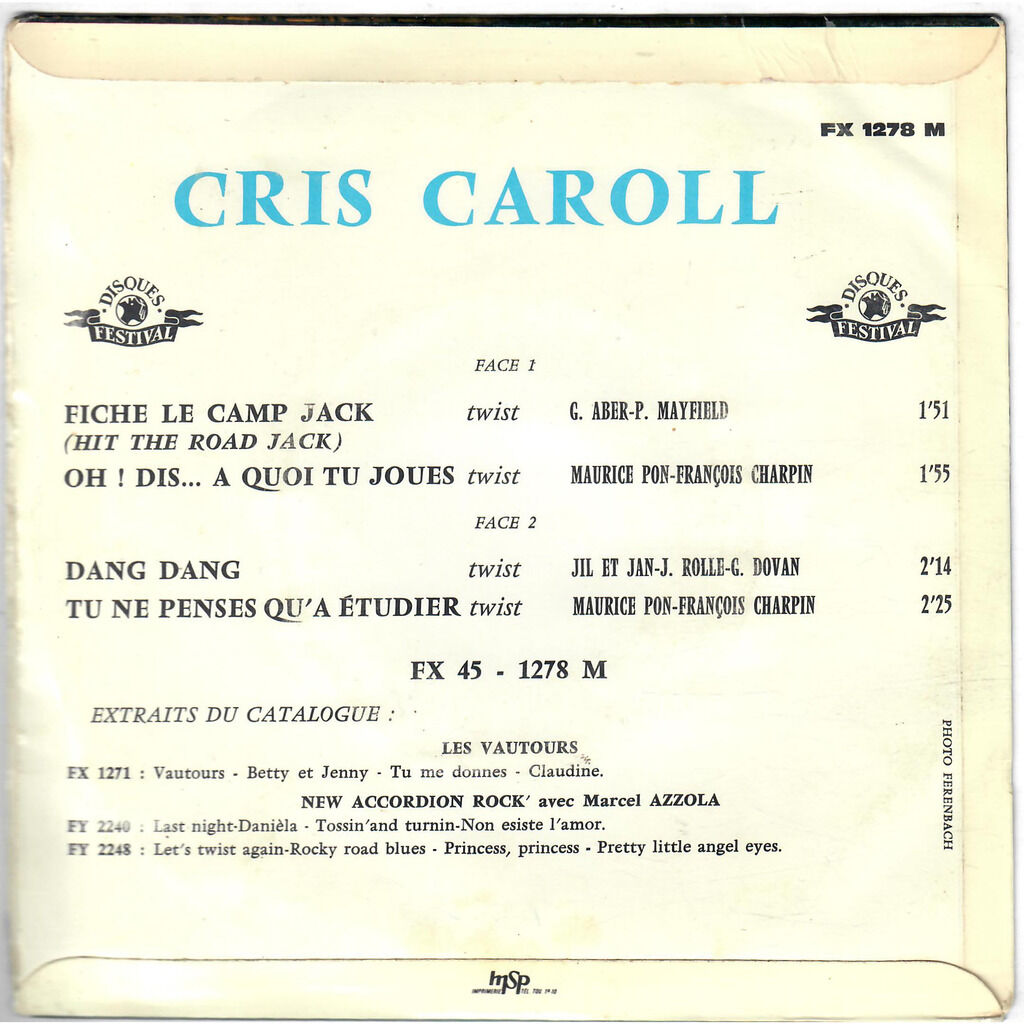 FX 1278 M
CRIS CAROLL
DISQUES FESTIVAL
DISQUES FESTIVAL
FACE 1
FICHE LE CAMP JACK twist G. ABER-P. MAYFIELD 1'51
(HIT THE ROAD JACK)
OH ! DIS... A QUOI TU JOUES twist MAURICE PON-FRANÇOIS CHARPIN 1'55
FACE 2
DANG DANG twist JIL ET JAN-J. ROLLE-G. DOVAN 2'14
TU NE PENSES QU'A ÉTUDIER twist MAURICE PON-FRANÇOIS CHARPIN 2'25
FX 45 - 1278 M
EXTRAITS DU CATALOGUE :
LES VAUTOURS
FX 1271 : Vautours - Betty et Jenny - Tu me donnes - Claudine.
NEW ACCORDION ROCK' avec Marcel AZZOLA
FY 2240 : Last night-Danièla - Tossin'and turnin-Non esiste l'amor.
FY 2248 : Let's twist again-Rocky road blues - Princess, princess - Pretty little angel eyes.
PHOTO FERENBACH
msp
IMPRIMERIE